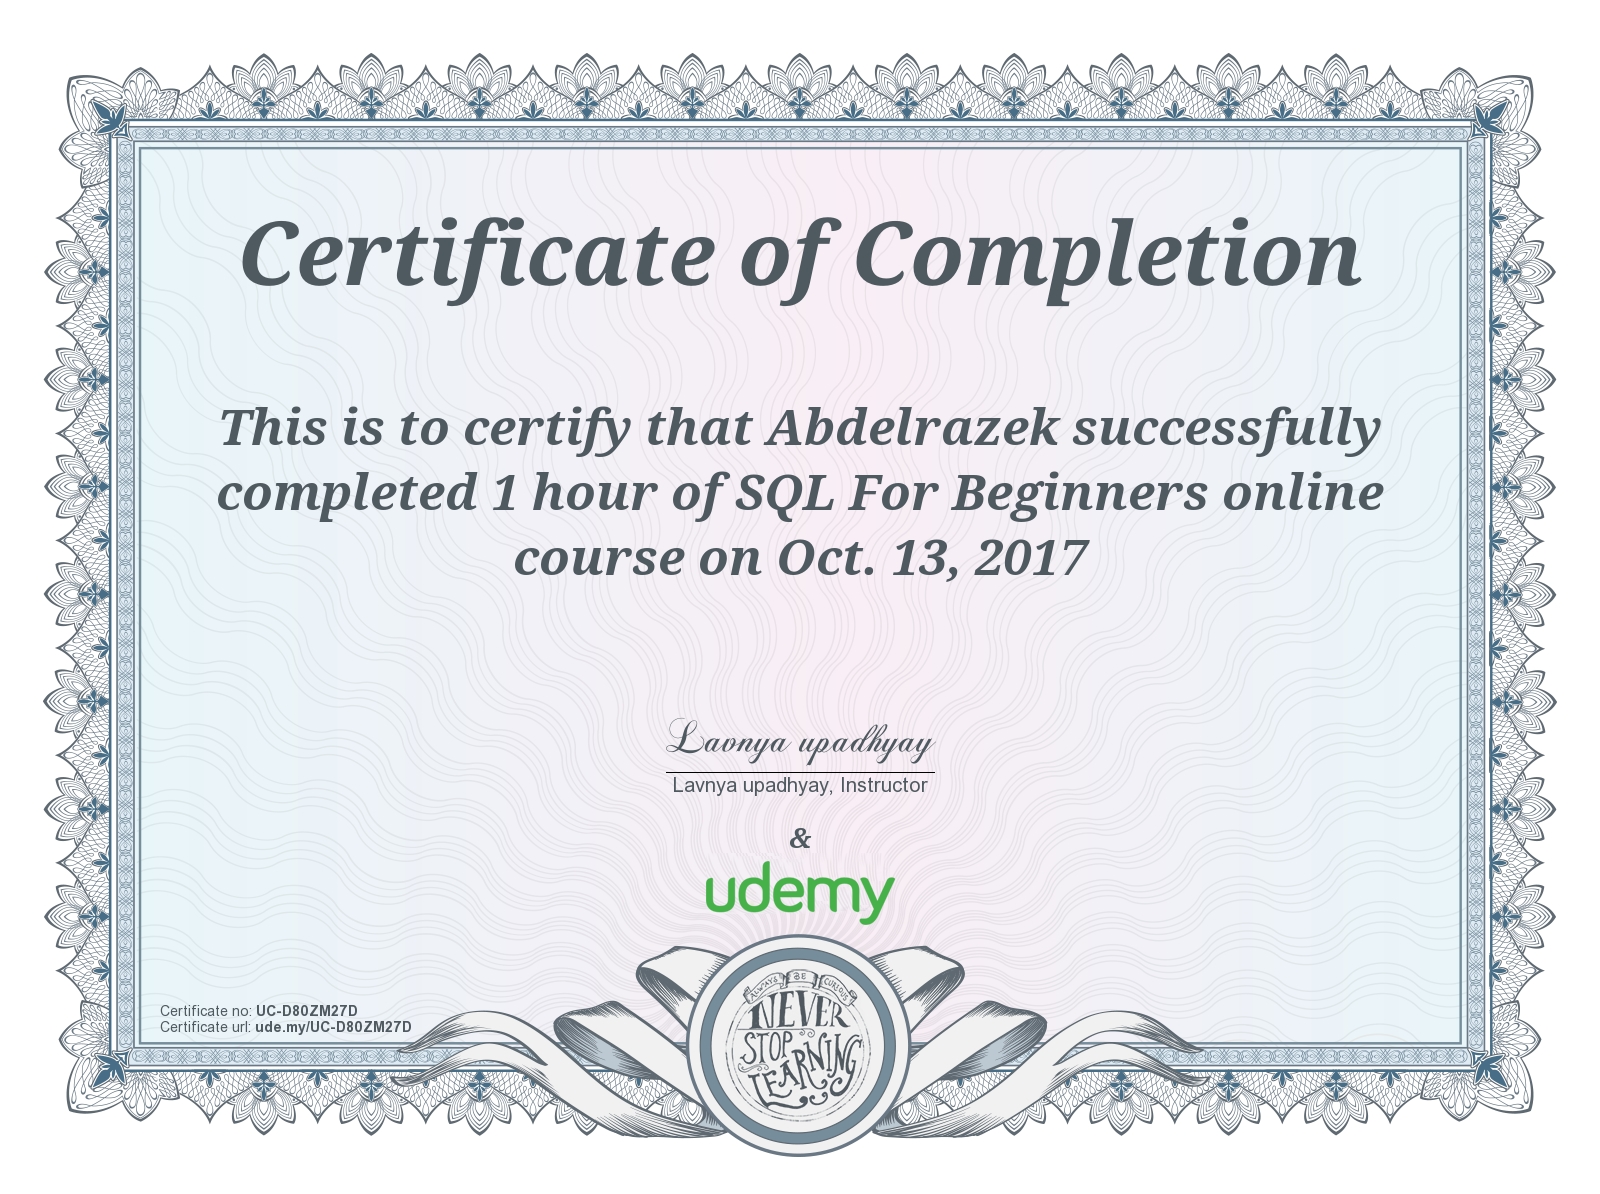 Certificate of Completion
This is to certify that Abdelrazek successfully
completed 1 hour of SQL For Beginners online
course on Oct. 13, 2017
Lavnya upadhyay
Lavnya upadhyay, Instructor
&
udemy
Certificate no: UC-D80ZM27D
Certificate url: ude.my/UC-D80ZM27D
ALWAYS BE CURIOUS
NEVER
STOP
LEARNING